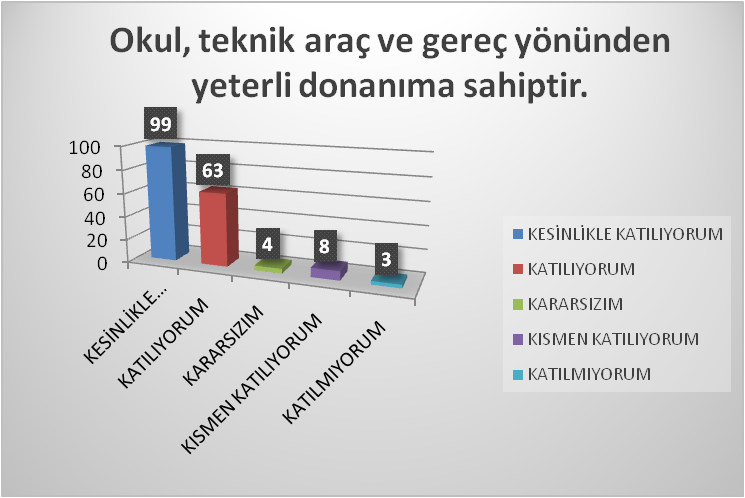 Okul, teknik araç ve gereç yönünden
yeterli donanıma sahiptir.
99
63
4
8
3
100
80
60
40
20
0
KESİNLİKLE...
KATILIYORUM
KARARSIZIM
KISMEN KATILIYORUM
KATILMIYORUM
KESİNLİKLE KATILIYORUM
KATILIYORUM
KARARSIZIM
KISMEN KATILIYORUM
KATILMIYORUM